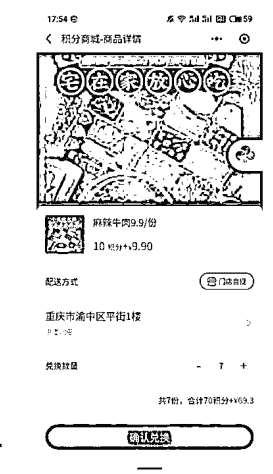 17:54
59
积分商城-商品详情
宅在家放心吃
麻辣牛肉9.9/份
10 积分+¥9.90
配送方式
门店自提
重庆市渝中区平街1楼
兑换数量
- 7 +
共7份，合计70积分+¥69.3
确认兑换